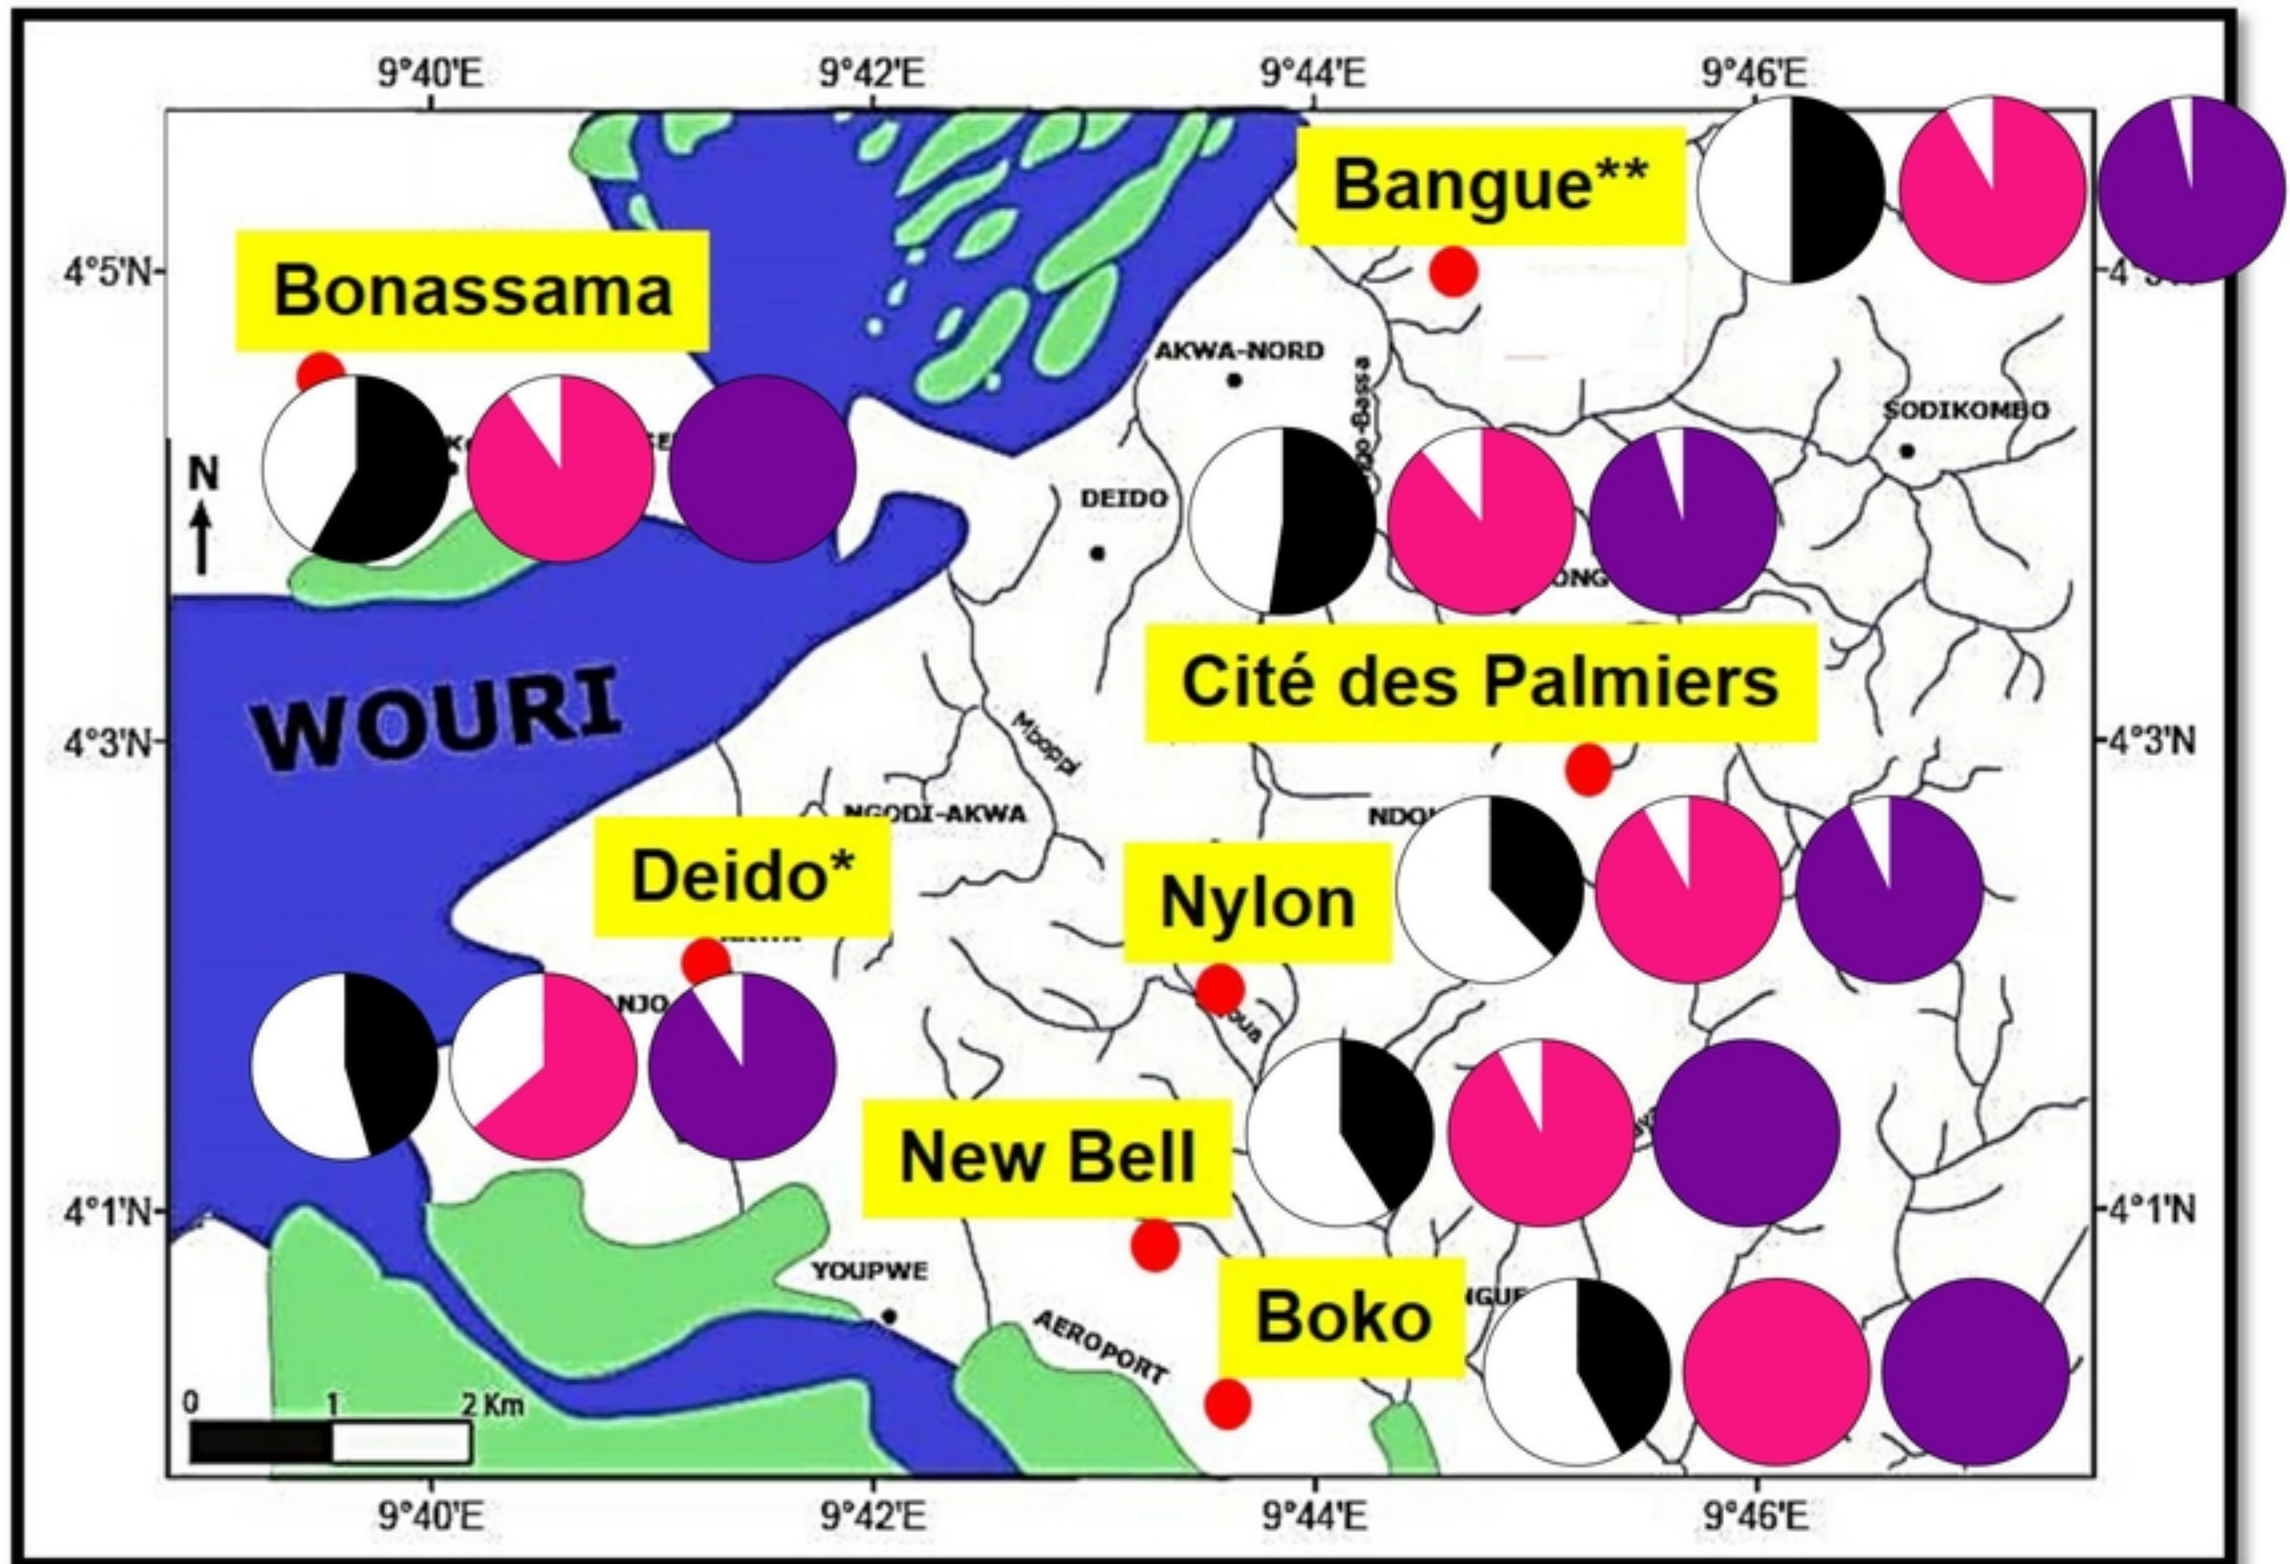 9°40'E
9°42'E
9°44'E
9°46'E
Bangue**
4°5'N
Bonassama
AKWA-NORD
SODIKOMBO
N
DEIDO
Cité des Palmiers
WOURI
Mboppi
4°3'N
4°3'N
NGODI-AKWA
Deido*
Nylon
New Bell
4°1'N
4°1'N
YOUPWE
Boko
AEROPORT
0 1 2 Km
9°40'E
9°42'E
9°44'E
9°46'E